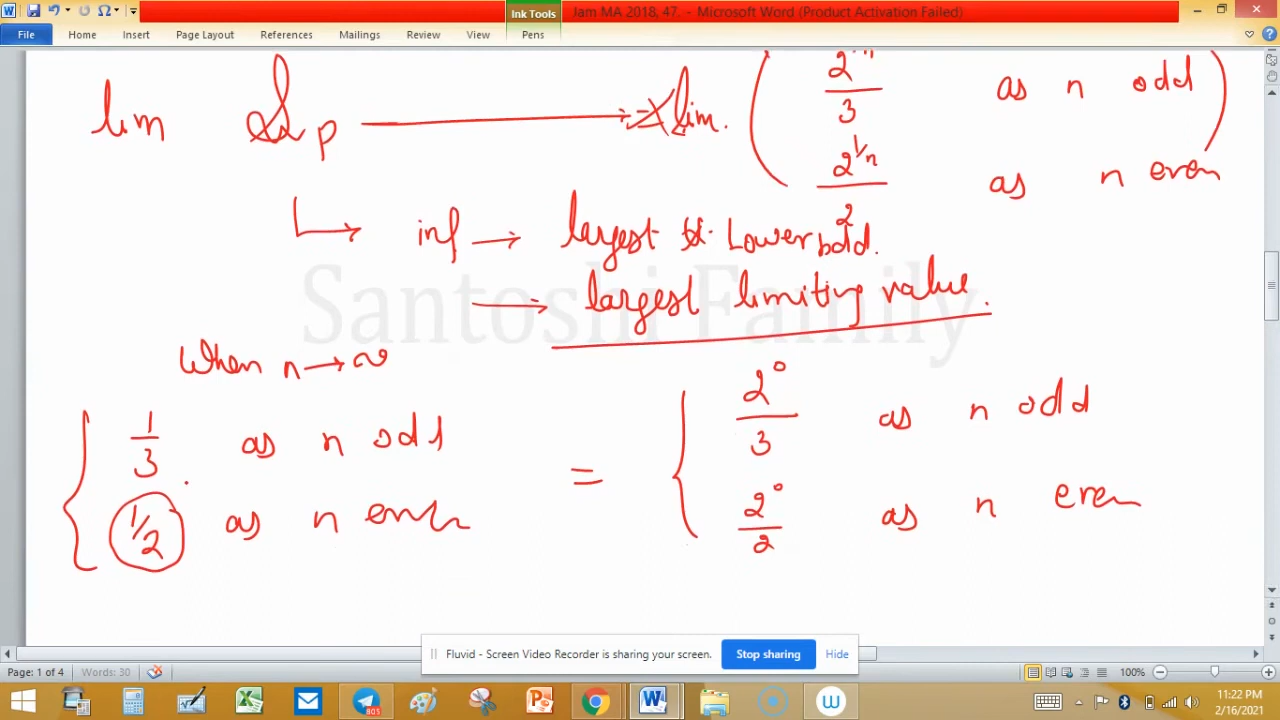 Ink Tools
Jam MA 2018, 47. - Microsoft Word (Product Activation Failed)
File Home Insert Page Layout References Mailings Review View Pens
lim Sup lim. 2 /3 as n odd
2^{1/n}/2 as n even
inf → largest Lower bdd.
→ largest limiting value.
Santoshi Family
When n → ∞
1/3 as n odd = 2^0/3 as n odd
1/2 as n even 2^0/2 as n even
Fluvid - Screen Video Recorder is sharing your screen. Stop sharing Hide
Page: 1 of 4 Words: 30 100%
805
W
11:22 PM
2/16/2021